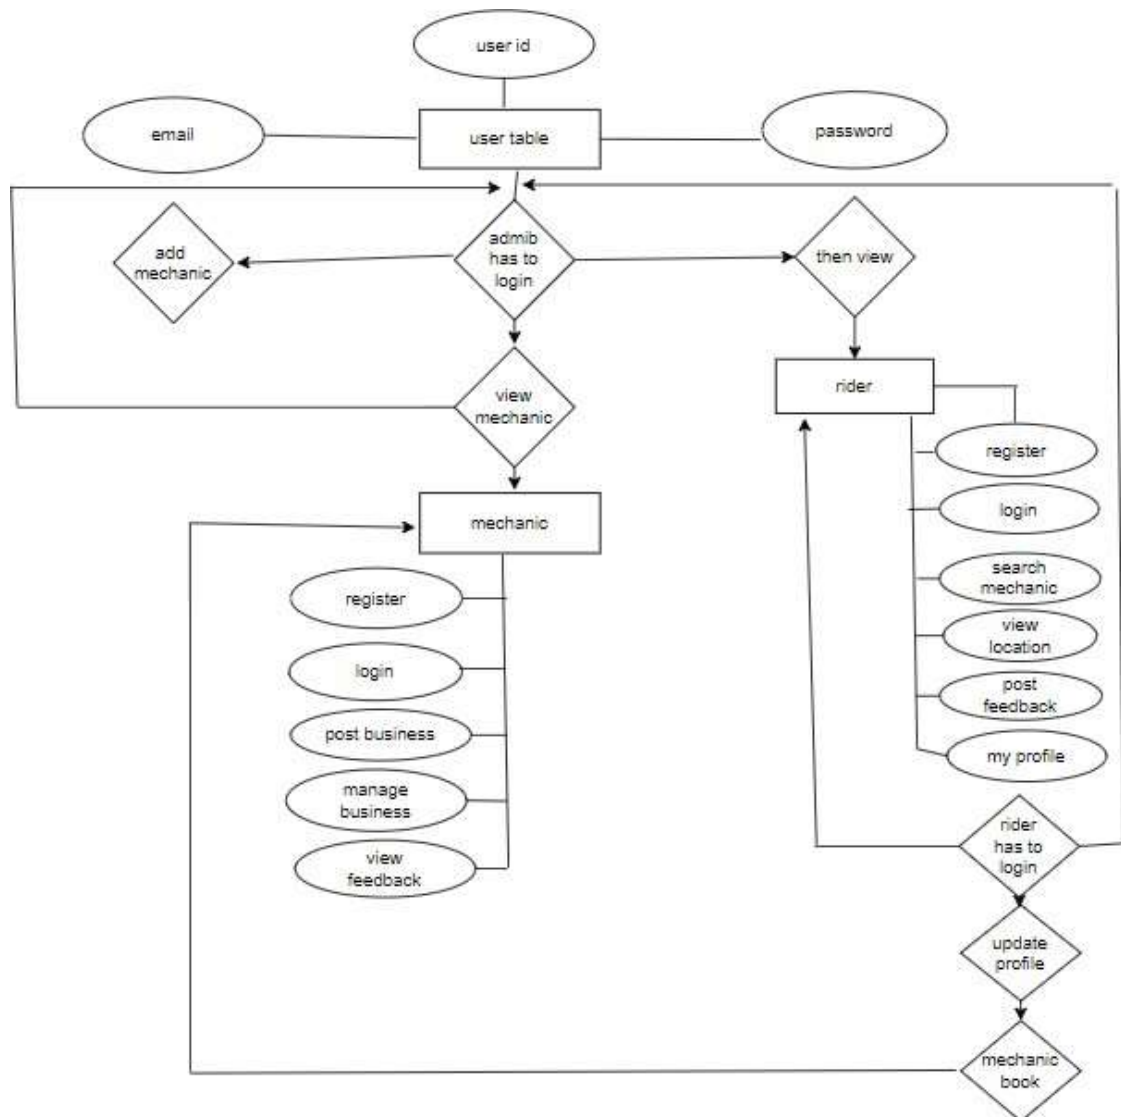 user id
email
user table
password
add
mechanic
admib
has to
login
then view
view
mechanic
rider
register
login
search
mechanic
view
location
post
feedback
my profile
mechanic
register
login
post business
manage
business
view
feedback
rider
has to
login
update
profile
mechanic
book